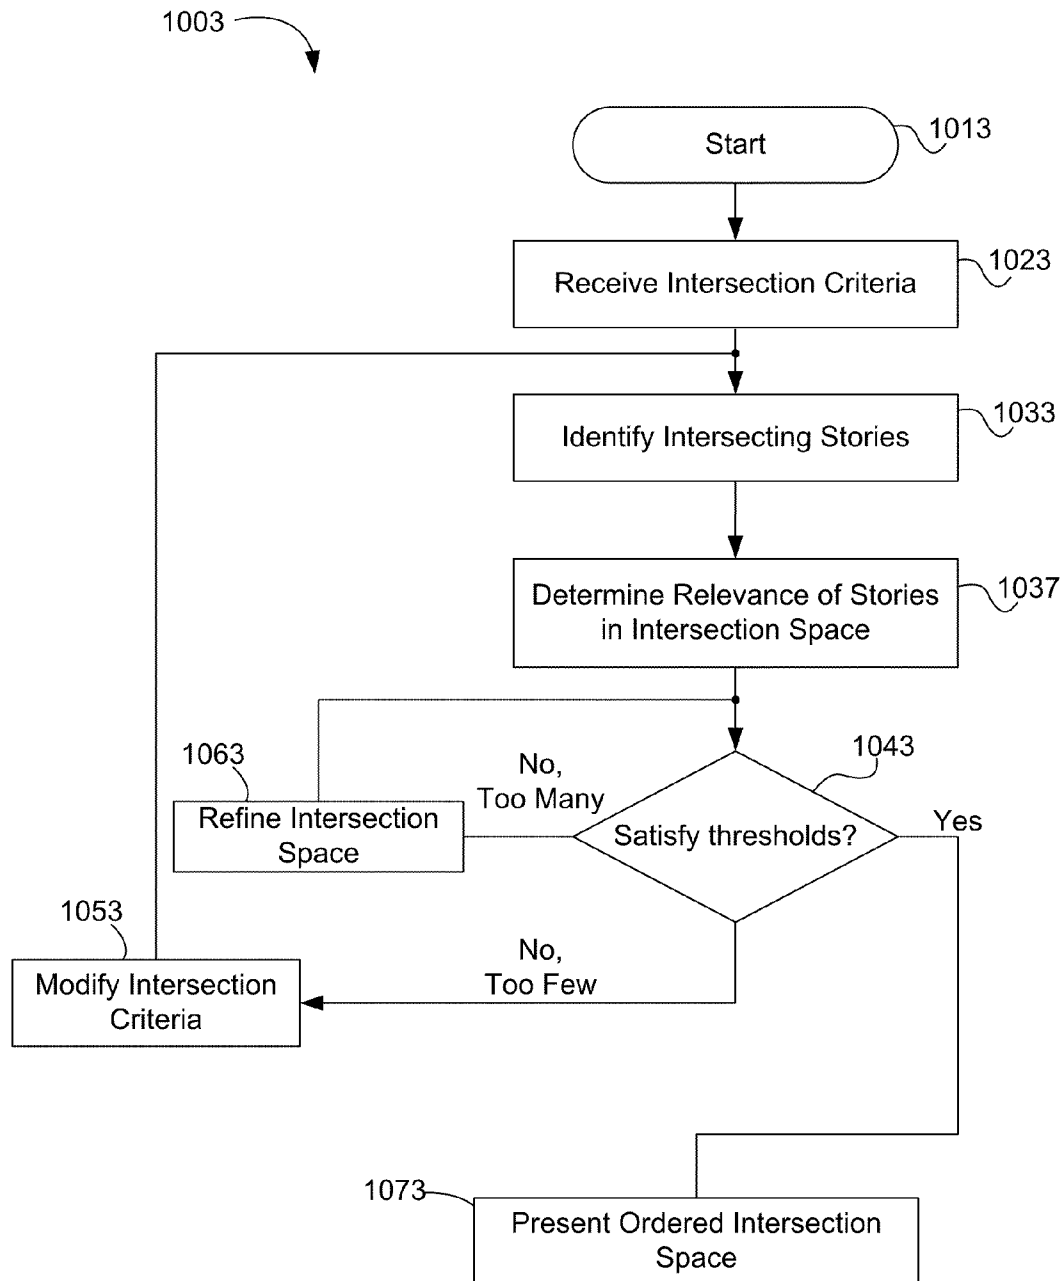 1003
Start
1013
Receive Intersection Criteria
1023
Identify Intersecting Stories
1033
Determine Relevance of Stories
in Intersection Space
1037
1063
No,
Too Many
1043
Refine Intersection
Space
Satisfy thresholds?
Yes
1053
No,
Too Few
Modify Intersection
Criteria
1073
Present Ordered Intersection
Space